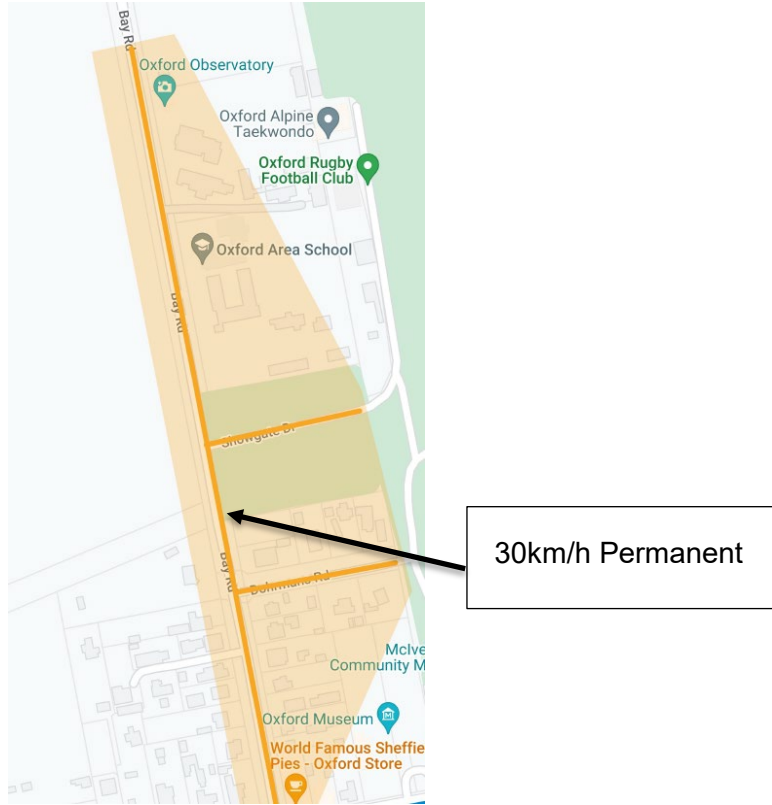 Bay Rd
Oxford Observatory
Oxford Alpine
Taekwondo
Oxford Rugby
Football Club
Oxford Area School
Bay Rd
Showgate Dr
30km/h Permanent
Bay Rd
Dohrmans Rd
McIve
Community M
Oxford Museum
World Famous Sheffie
Pies - Oxford Store